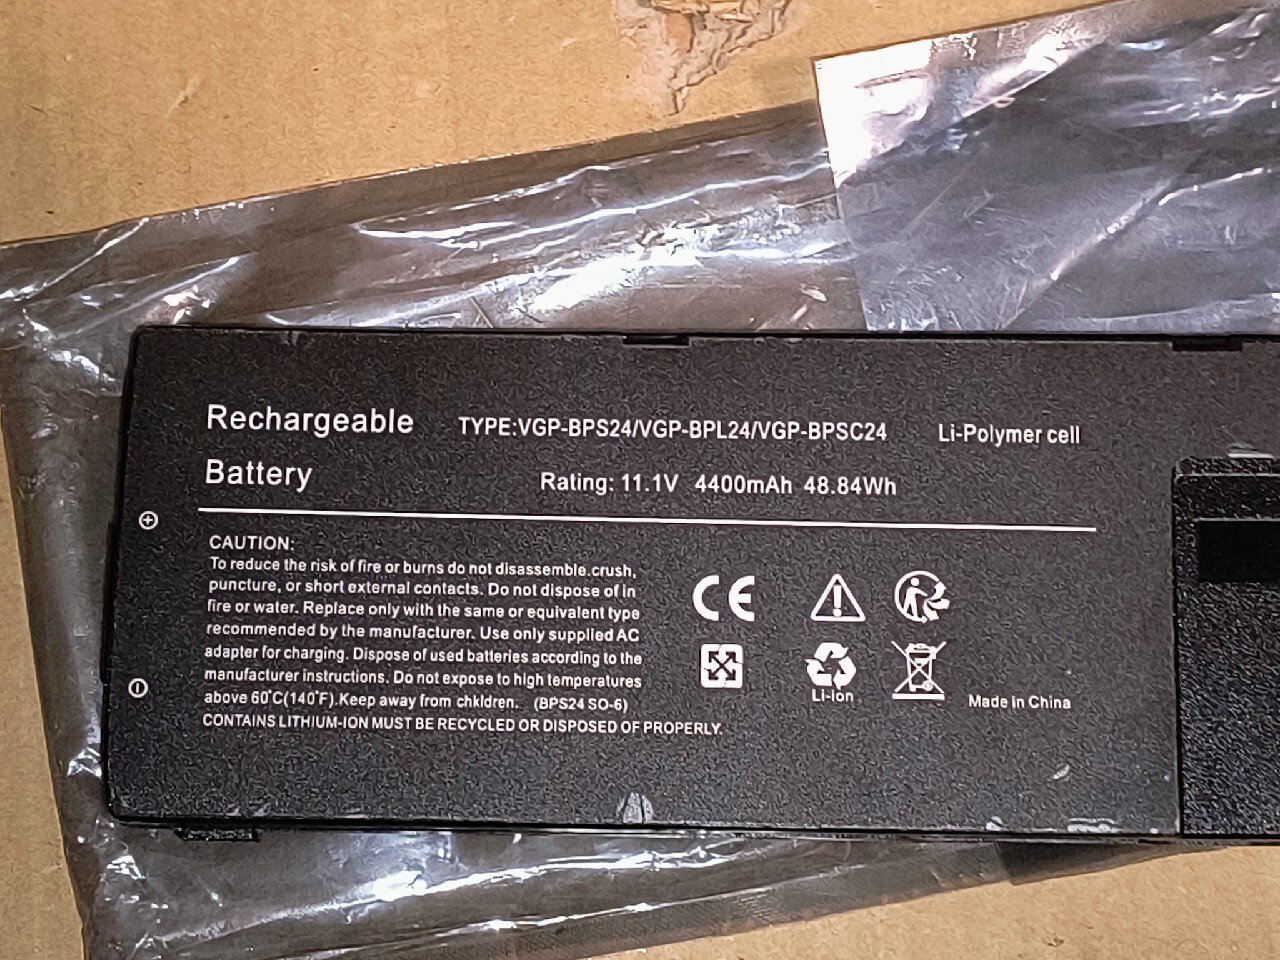 Rechargeable
Battery
TYPE:VGP-BPS24/VGP-BPL24/VGP-BPSC24
Li-Polymer cell
Rating: 11.1V 4400mAh 48.84Wh
CAUTION:
To reduce the risk of fire or burns do not disassemble.crush,
puncture, or short external contacts. Do not dispose of in
fire or water. Replace only with the same or equivalent type
recommended by the manufacturer. Use only supplied AC
adapter for charging. Dispose of used batteries according to the
manufacturer instructions. Do not expose to high temperatures
above 60°C(140°F).Keep away from chkldren. (BPS24 SO-6)
CONTAINS LITHIUM-ION MUST BE RECYCLED OR DISPOSED OF PROPERLY.
CE
Li-ion
Made in China